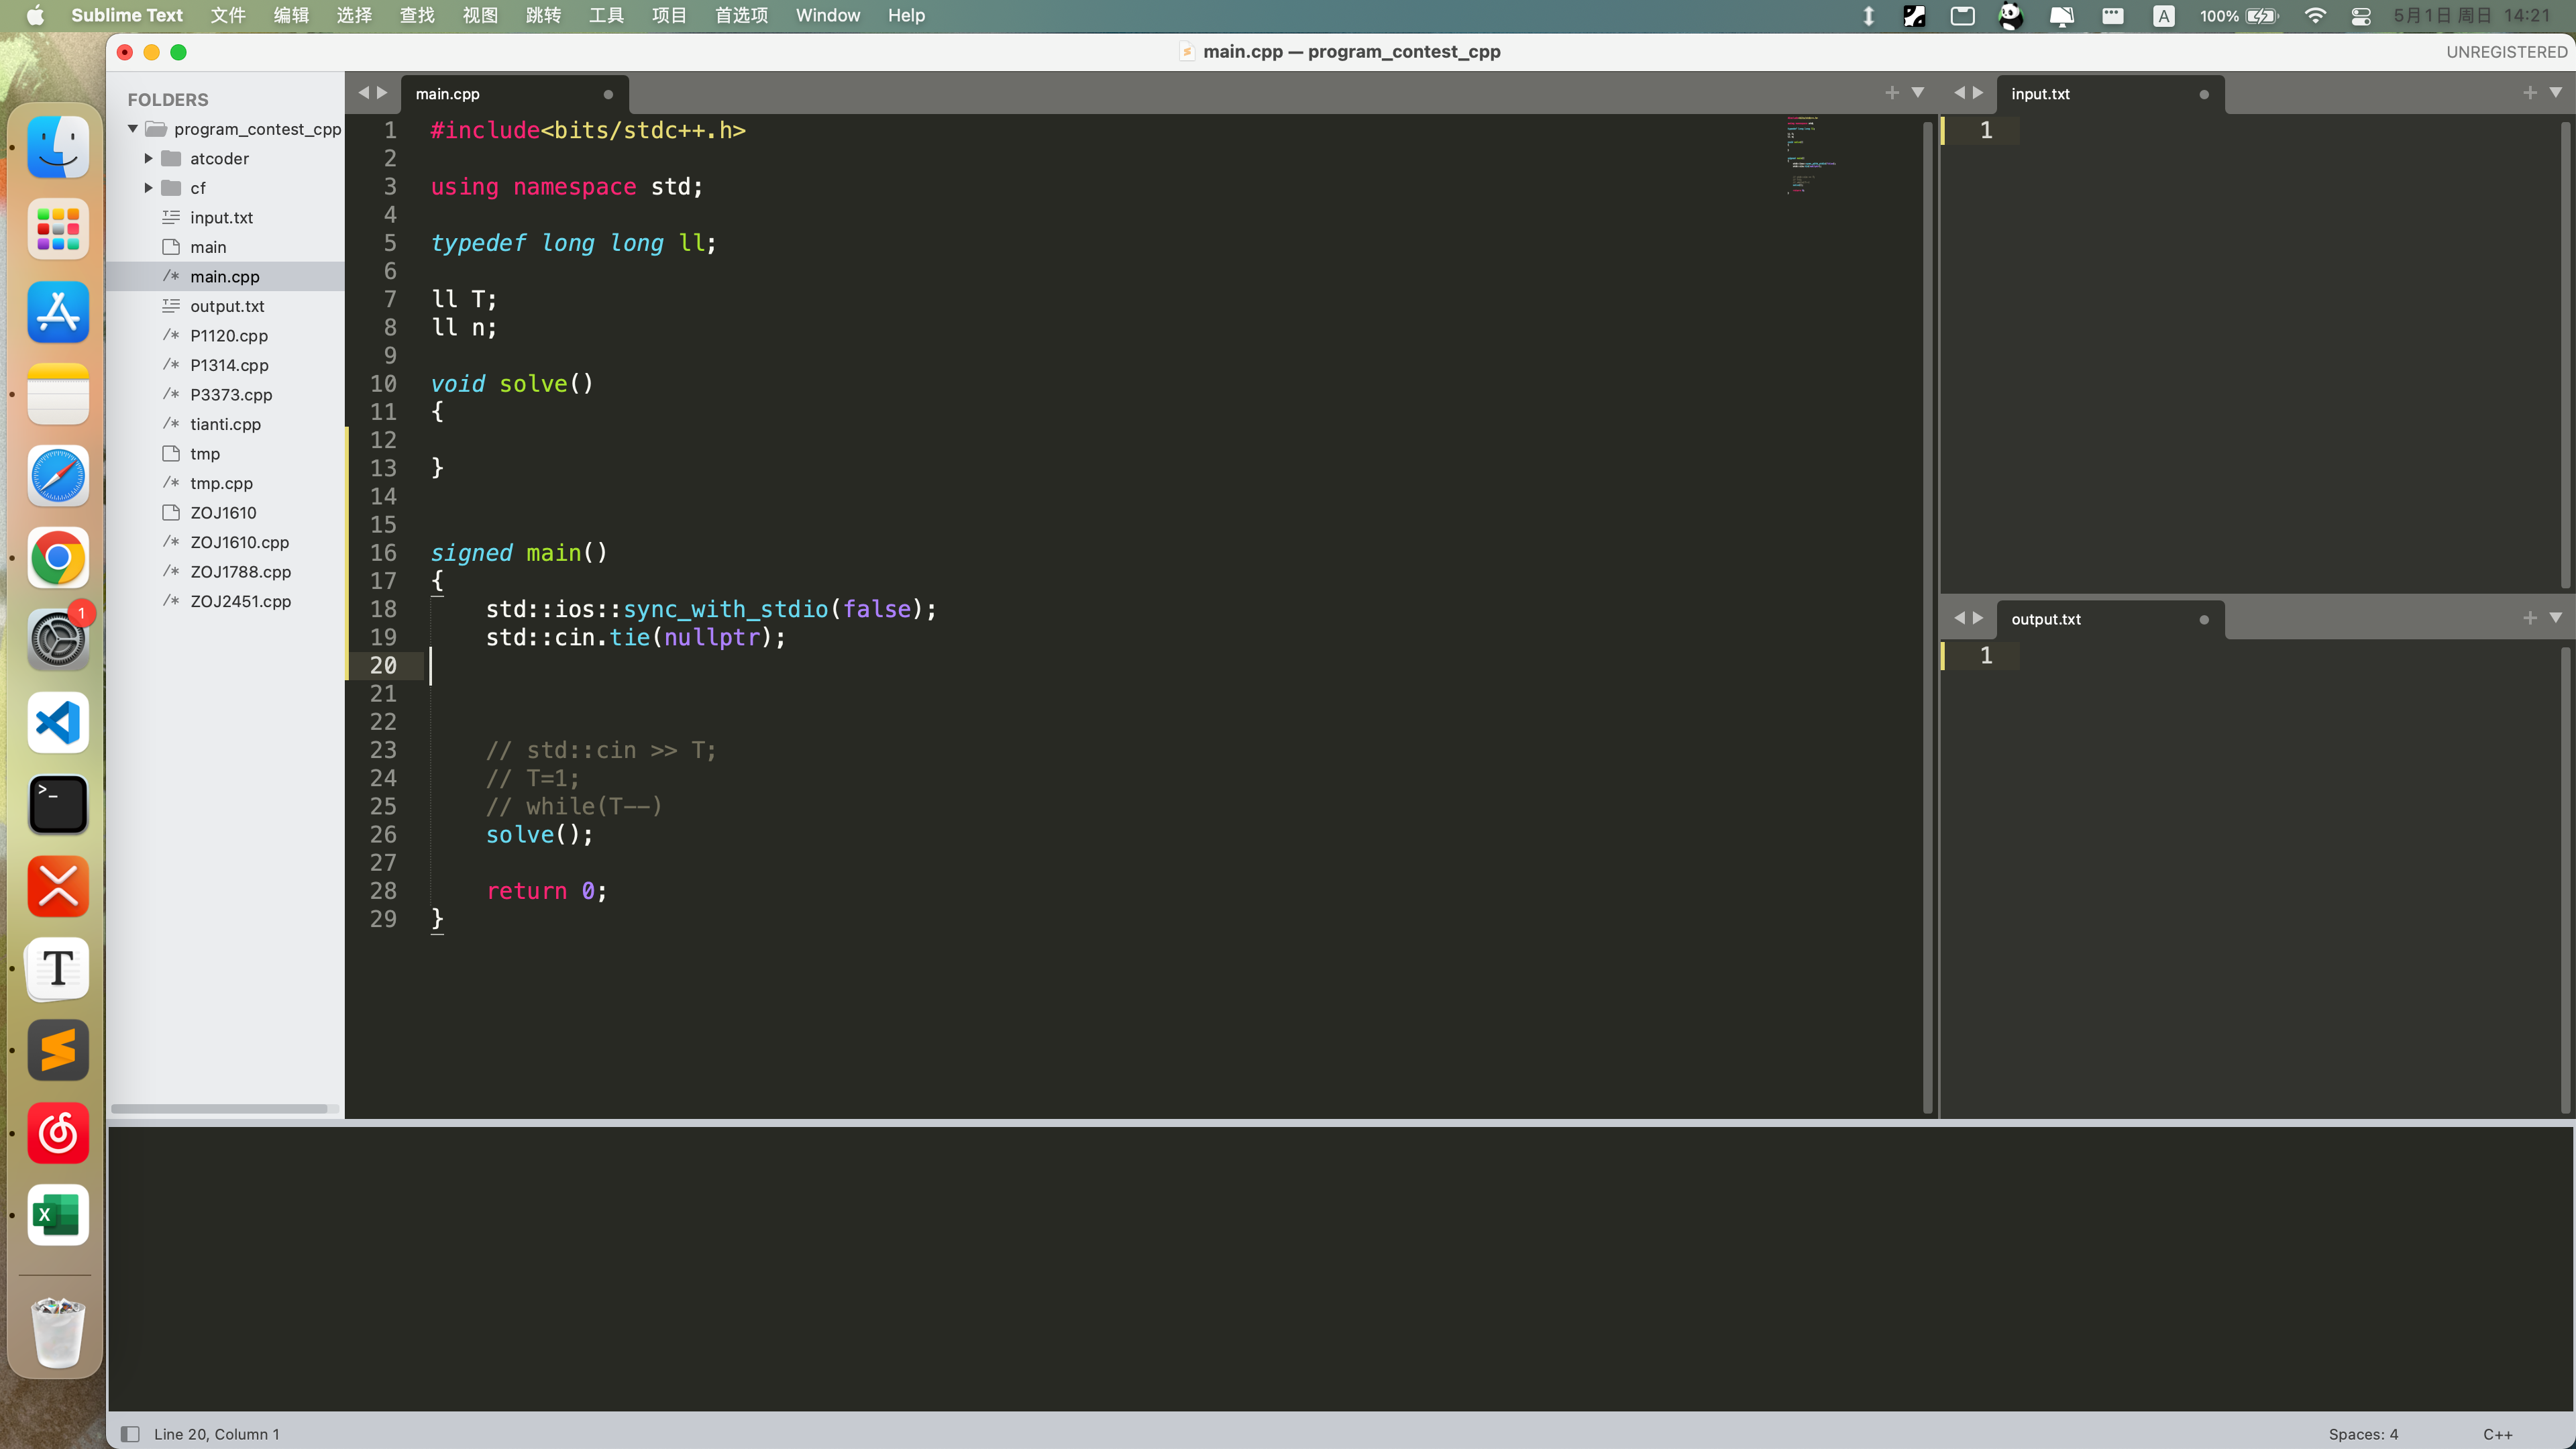 Sublime Text 文件 编辑 选择 查找 视图 跳转 工具 项目 首选项 Window Help A 100% 5月1日 周日 14:21
main.cpp — program_contest_cpp UNREGISTERED
FOLDERS
program_contest_cpp
atcoder
cf
input.txt
main
main.cpp
output.txt
P1120.cpp
P1314.cpp
P3373.cpp
tianti.cpp
tmp
tmp.cpp
ZOJ1610
ZOJ1610.cpp
ZOJ1788.cpp
ZOJ2451.cpp
main.cpp
1 #include<bits/stdc++.h>
2
3 using namespace std;
4
5 typedef long long ll;
6
7 ll T;
8 ll n;
9
10 void solve()
11 {
12
13 }
14
15
16 signed main()
17 {
18 std::ios::sync_with_stdio(false);
19 std::cin.tie(nullptr);
20
21
22
23 // std::cin >> T;
24 // T=1;
25 // while(T--)
26 solve();
27
28 return 0;
29 }
input.txt
1
output.txt
1
1
>_
T
X
Line 20, Column 1 Spaces: 4 C++